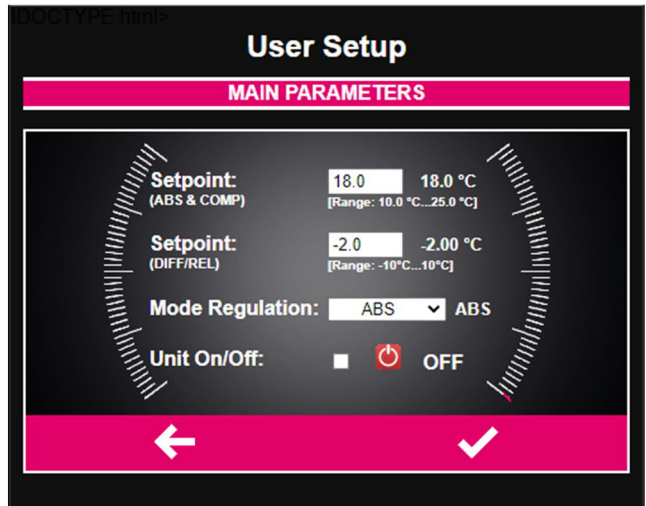 !DOCTYPE html>
User Setup
MAIN PARAMETERS
Setpoint: 18.0 18.0 °C
(ABS & COMP) [Range: 10.0 °C...25.0 °C]
Setpoint: -2.0 -2.00 °C
(DIFF/REL) [Range: -10°C...10°C]
Mode Regulation: ABS ABS
Unit On/Off: OFF